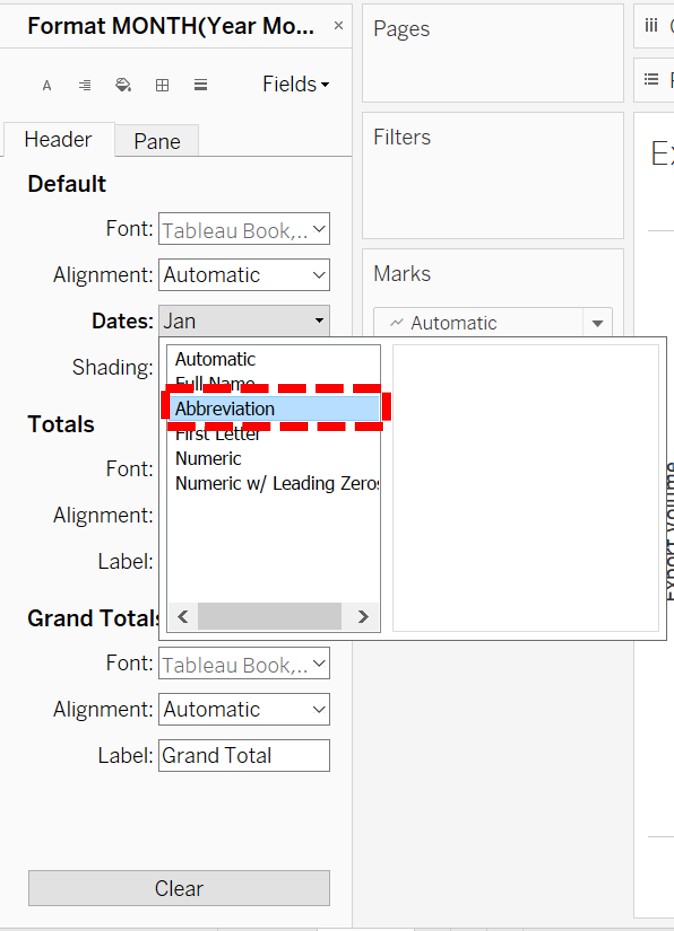 Format MONTH(Year Mo...
Fields
Header
Pane
Default
Font: Tableau Book,..
Alignment: Automatic
Dates: Jan
Shading:
Automatic
Full Name
Abbreviation
First Letter
Numeric
Numeric w/ Leading Zeros
Totals
Font:
Alignment:
Label:
Grand Totals
Font: Tableau Book,..
Alignment: Automatic
Label: Grand Total
Clear
Pages
Filters
Marks
Automatic
iii C
Ex
Export Volume